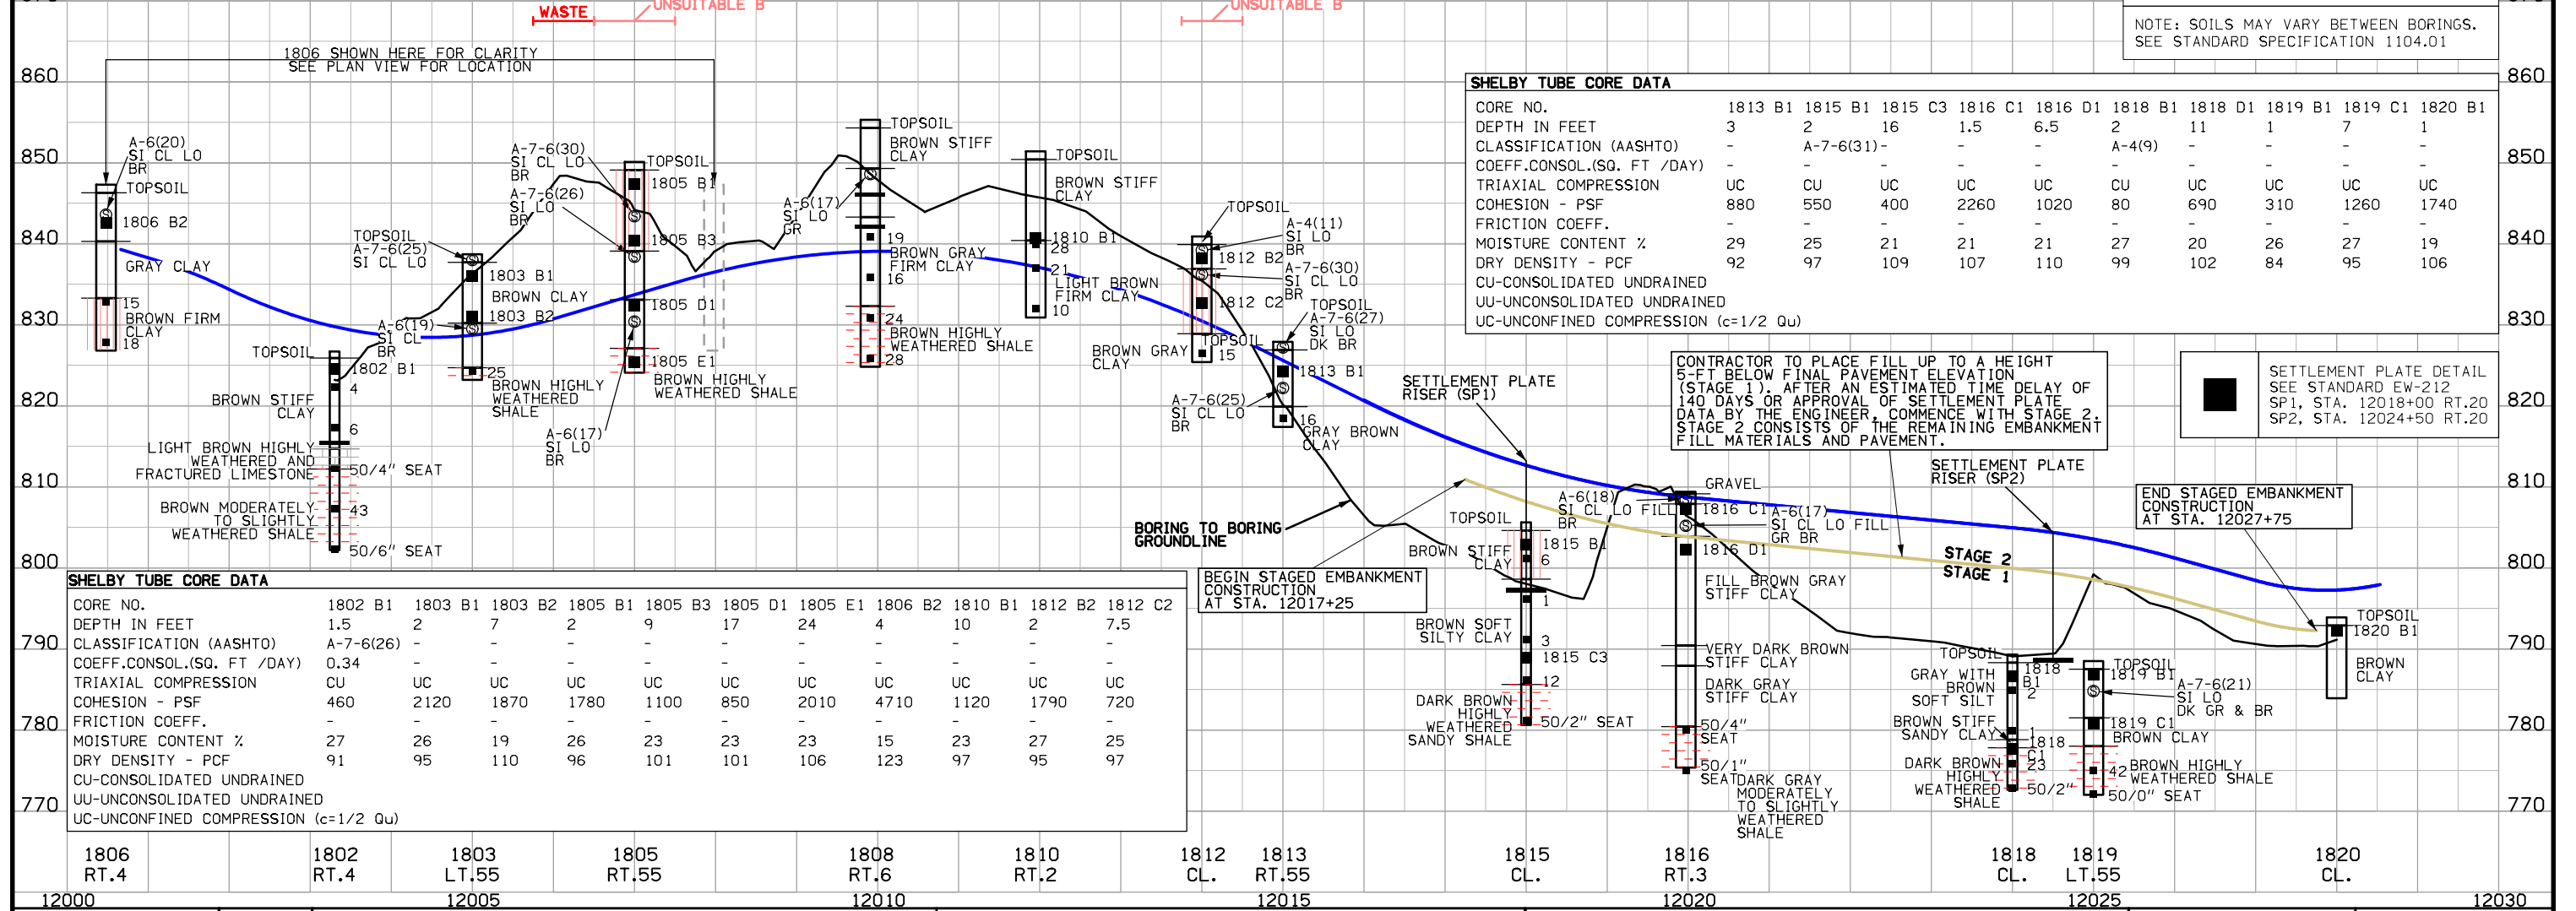 WASTE
UNSUITABLE B
UNSUITABLE B
NOTE: SOILS MAY VARY BETWEEN BORINGS.
SEE STANDARD SPECIFICATION 1104.01
1806 SHOWN HERE FOR CLARITY
SEE PLAN VIEW FOR LOCATION
860
850
840
830
820
810
800
790
780
770
860
850
840
830
820
810
800
790
780
770
SHELBY TUBE CORE DATA
CORE NO. 1813 B1 1815 B1 1815 C3 1816 C1 1816 D1 1818 B1 1818 D1 1819 B1 1819 C1 1820 B1
DEPTH IN FEET 3 2 16 1.5 6.5 2 11 1 7 1
CLASSIFICATION (AASHTO) - A-7-6(31) - - - A-4(9) - - - -
COEFF.CONSOL.(SQ. FT /DAY) - - - - - - - - - -
TRIAXIAL COMPRESSION UC CU UC UC UC CU UC UC UC UC
COHESION - PSF 880 550 400 2260 1020 80 690 310 1260 1740
FRICTION COEFF. - - - - - - - - - -
MOISTURE CONTENT % 29 25 21 21 21 27 20 26 27 19
DRY DENSITY - PCF 92 97 109 107 110 99 102 84 95 106
CU-CONSOLIDATED UNDRAINED
UU-UNCONSOLIDATED UNDRAINED
UC-UNCONFINED COMPRESSION (c=1/2 Qu)
A-6(20)
SI CL LO
BR
TOPSOIL
1806 B2
GRAY CLAY
15
BROWN FIRM
CLAY
18
TOPSOIL
1802 B1
4
BROWN STIFF
CLAY
6
LIGHT BROWN HIGHLY
WEATHERED AND
FRACTURED LIMESTONE
50/4" SEAT
BROWN MODERATELY
TO SLIGHTLY
WEATHERED SHALE
43
50/6" SEAT
TOPSOIL
A-7-6(25)
SI CL LO
1803 B1
BROWN CLAY
1803 B2
A-6(19)
SI CL
BR
25
BROWN HIGHLY
WEATHERED
SHALE
A-7-6(30)
SI CL LO
BR
A-7-6(26)
SI LO
BR
TOPSOIL
1805 B1
1805 B3
1805 D1
1805 E1
BROWN HIGHLY
WEATHERED SHALE
A-6(17)
SI LO
BR
TOPSOIL
BROWN STIFF
CLAY
A-6(17)
SI LO
GR
19
BROWN GRAY
FIRM CLAY
16
24
BROWN HIGHLY
WEATHERED SHALE
28
TOPSOIL
BROWN STIFF
CLAY
1810 B1
28
21
LIGHT BROWN
FIRM CLAY
10
TOPSOIL
A-4(11)
SI LO
BR
1812 B2
A-7-6(30)
SI CL LO
BR
1812 C2
BROWN GRAY
CLAY
15
TOPSOIL
TOPSOIL
A-7-6(27)
SI LO
DK BR
1813 B1
A-7-6(25)
SI CL LO
BR
16
GRAY BROWN
CLAY
SETTLEMENT PLATE
RISER (SP1)
CONTRACTOR TO PLACE FILL UP TO A HEIGHT
5-FT BELOW FINAL PAVEMENT ELEVATION
(STAGE 1). AFTER AN ESTIMATED TIME DELAY OF
140 DAYS OR APPROVAL OF SETTLEMENT PLATE
DATA BY THE ENGINEER, COMMENCE WITH STAGE 2.
STAGE 2 CONSISTS OF THE REMAINING EMBANKMENT
FILL MATERIALS AND PAVEMENT.
SETTLEMENT PLATE DETAIL
SEE STANDARD EW-212
SP1, STA. 12018+00 RT.20
SP2, STA. 12024+50 RT.20
SETTLEMENT PLATE
RISER (SP2)
END STAGED EMBANKMENT
CONSTRUCTION
AT STA. 12027+75
BORING TO BORING
GROUNDLINE
BEGIN STAGED EMBANKMENT
CONSTRUCTION
AT STA. 12017+25
STAGE 2
STAGE 1
TOPSOIL
1815 B1
BROWN STIFF
CLAY
6
1
BROWN SOFT
SILTY CLAY
3
1815 C3
12
DARK BROWN
HIGHLY
WEATHERED
SANDY SHALE
50/2" SEAT
GRAVEL
A-6(18)
SI CL LO FILL
BR
1816 C1
A-6(17)
SI CL LO FILL
GR BR
1816 D1
FILL BROWN GRAY
STIFF CLAY
VERY DARK BROWN
STIFF CLAY
DARK GRAY
STIFF CLAY
50/4"
SEAT
50/1"
SEAT
DARK GRAY
MODERATELY
TO SLIGHTLY
WEATHERED
SHALE
TOPSOIL
1818
B1
GRAY WITH
BROWN
SOFT SILT
2
BROWN STIFF
SANDY CLAY
1
1818
DARK BROWN
HIGHLY
WEATHERED
SHALE
23
50/2"
TOPSOIL
1819 B1
A-7-6(21)
SI LO
DK GR & BR
1819 C1
BROWN CLAY
42
BROWN HIGHLY
WEATHERED SHALE
50/0" SEAT
TOPSOIL
1820 B1
BROWN
CLAY
SHELBY TUBE CORE DATA
CORE NO. 1802 B1 1803 B1 1803 B2 1805 B1 1805 B3 1805 D1 1805 E1 1806 B2 1810 B1 1812 B2 1812 C2
DEPTH IN FEET 1.5 2 7 2 9 17 24 4 10 2 7.5
CLASSIFICATION (AASHTO) A-7-6(26) - - - - - - - - - -
COEFF.CONSOL.(SQ. FT /DAY) 0.34 - - - - - - - - - -
TRIAXIAL COMPRESSION CU UC UC UC UC UC UC UC UC UC UC
COHESION - PSF 460 2120 1870 1780 1100 850 2010 4710 1120 1790 720
FRICTION COEFF. - - - - - - - - - - -
MOISTURE CONTENT % 27 26 19 26 23 23 23 15 23 27 25
DRY DENSITY - PCF 91 95 110 96 101 101 106 123 97 95 97
CU-CONSOLIDATED UNDRAINED
UU-UNCONSOLIDATED UNDRAINED
UC-UNCONFINED COMPRESSION (c=1/2 Qu)
1806 1802 1803 1805 1808 1810 1812 1813 1815 1816 1818 1819 1820
RT.4 RT.4 LT.55 RT.55 RT.6 RT.2 CL. RT.55 CL. RT.3 CL. LT.55 CL.
12000 12005 12010 12015 12020 12025 12030